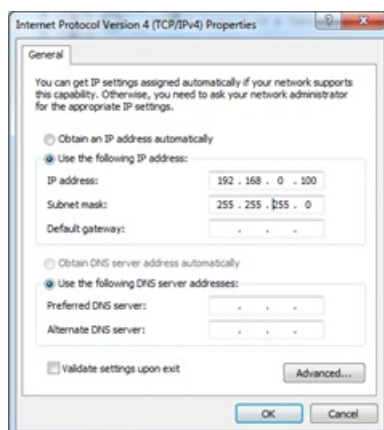 Internet Protocol Version 4 (TCP/IPv4) Properties
General
You can get IP settings assigned automatically if your network supports
this capability. Otherwise, you need to ask your network administrator
for the appropriate IP settings.
Obtain an IP address automatically
Use the following IP address:
IP address: 192 . 168 . 0 . 100
Subnet mask: 255 . 255 . 255 . 0
Default gateway: . . .
Obtain DNS server address automatically
Use the following DNS server addresses:
Preferred DNS server: . . .
Alternate DNS server: . . .
Validate settings upon exit
Advanced...
OK Cancel